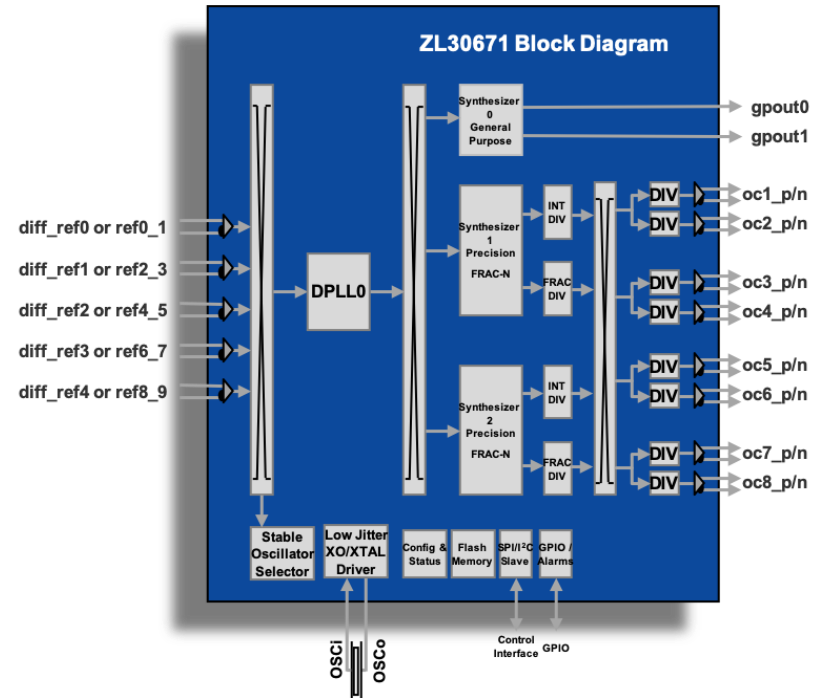 ZL30671 Block Diagram
Synthesizer
0
General
Purpose
gpout0
gpout1
diff_ref0 or ref0_1
diff_ref1 or ref2_3
diff_ref2 or ref4_5
diff_ref3 or ref6_7
diff_ref4 or ref8_9
DPLL0
Synthesizer
1
Precision
FRAC-N
INT
DIV
FRAC
DIV
Synthesizer
2
Precision
FRAC-N
INT
DIV
FRAC
DIV
DIV
oc1_p/n
DIV
oc2_p/n
DIV
oc3_p/n
DIV
oc4_p/n
DIV
oc5_p/n
DIV
oc6_p/n
DIV
oc7_p/n
DIV
oc8_p/n
Stable
Oscillator
Selector
Low Jitter
XO/XTAL
Driver
Config &
Status
Flash
Memory
SPI/I²C
Slave
GPIO /
Alarms
OSCi
OSCo
Control
Interface
GPIO